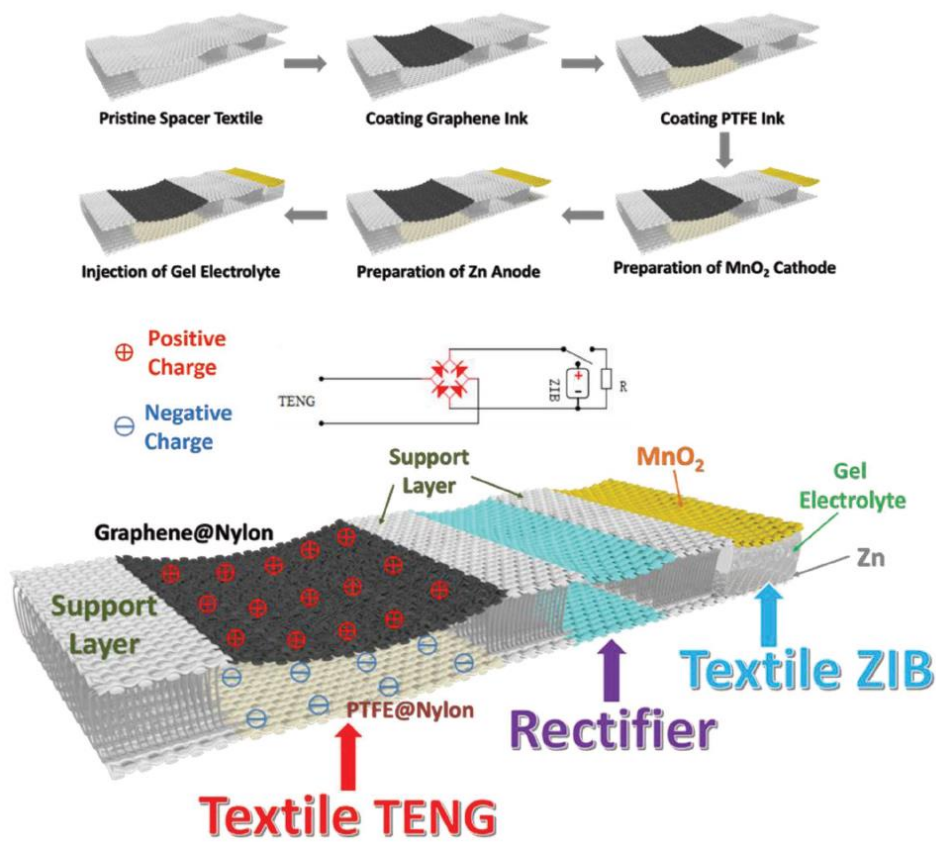 Pristine Spacer Textile
Coating Graphene Ink
Coating PTFE Ink
Injection of Gel Electrolyte
Preparation of Zn Anode
Preparation of MnO₂ Cathode
Positive
Charge
Negative
Charge
TENG
ZIB
+
-
R
Support
Layer
MnO₂
Gel
Electrolyte
Graphene@Nylon
Zn
Support
Layer
PTFE@Nylon
Textile ZIB
Rectifier
Textile TENG